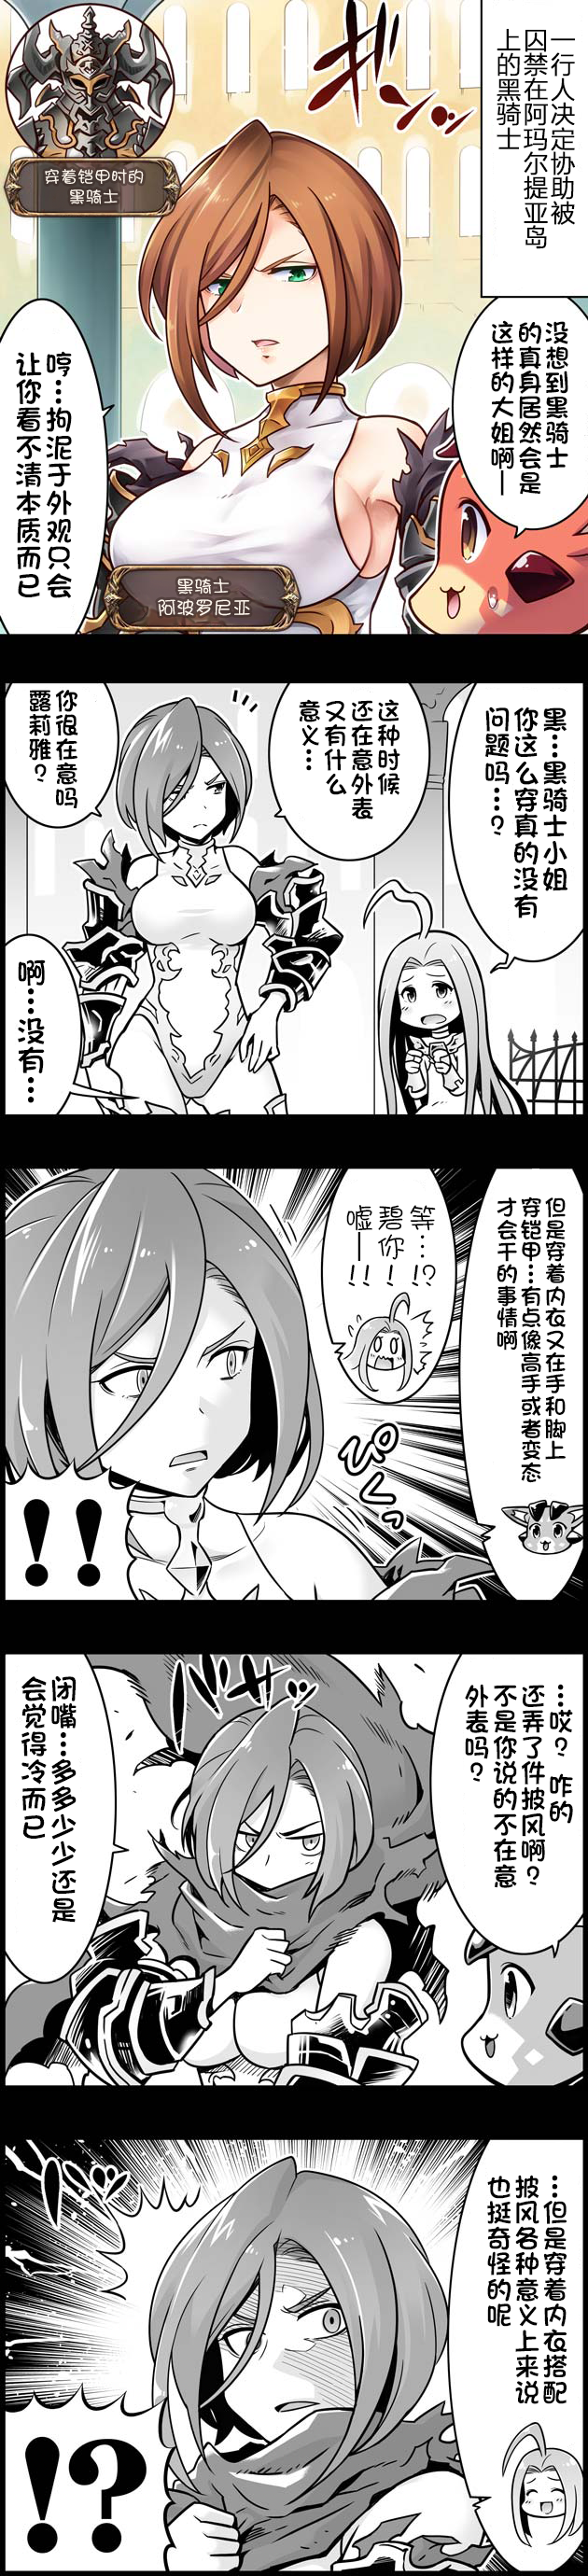 一行人决定协助被
囚禁在阿玛尔提亚岛
上的黑骑士
ギンッ
穿着铠甲时的
黑骑士
没想到黑骑士
的真身居然会是
这样的大姐啊—
哼…拘泥于外观只会
让你看不清本质而已
黑骑士
阿波罗尼亚
黑…黑骑士小姐
你这么穿真的没有
问题吗…?
这种时候
还在意外表
又有什么
意义…
你很在意吗
露莉雅?
啊…没有…
但是穿着内衣又在手和脚上
穿铠甲…有点像高手或者变态
才会干的事情啊
等…!?
碧你!
嘘—!!
ぴくっ
!!
…哎?咋的
还弄了件披风啊?
不是你说的不在意
外表吗?
バサッ
闭嘴…多多少少还是
会觉得冷而已
…但是穿着内衣搭配
披风各种意义上来说
也挺奇怪的呢
!?